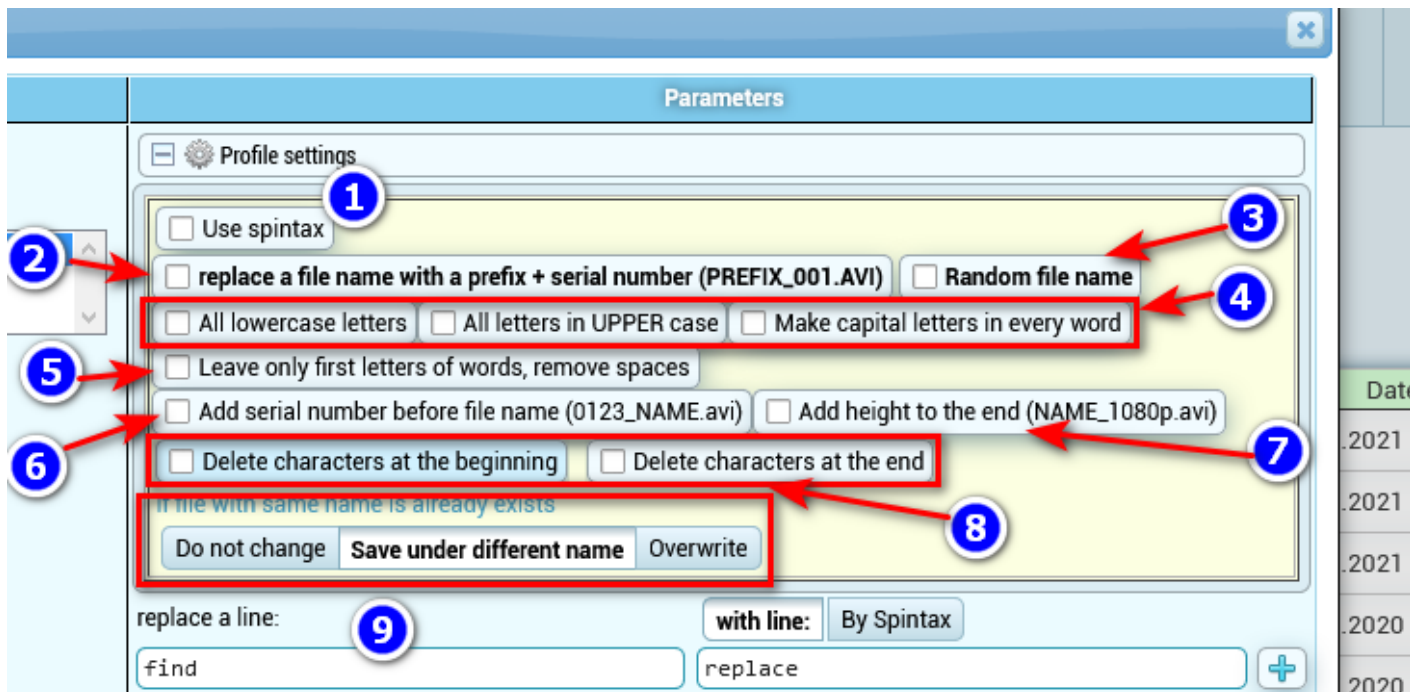 Parameters
Profile settings
1
Use spintax
2
3
replace a file name with a prefix + serial number (PREFIX_001.AVI)
Random file name
4
All lowercase letters
All letters in UPPER case
Make capital letters in every word
5
Leave only first letters of words, remove spaces
Date
6
Add serial number before file name (0123_NAME.avi)
Add height to the end (NAME_1080p.avi)
7
.2021
Delete characters at the beginning
Delete characters at the end
.2021
If file with same name is already exists
8
Do not change
Save under different name
Overwrite
.2021
replace a line:
9
with line:
By Spintax
.2020
find
replace
.2020